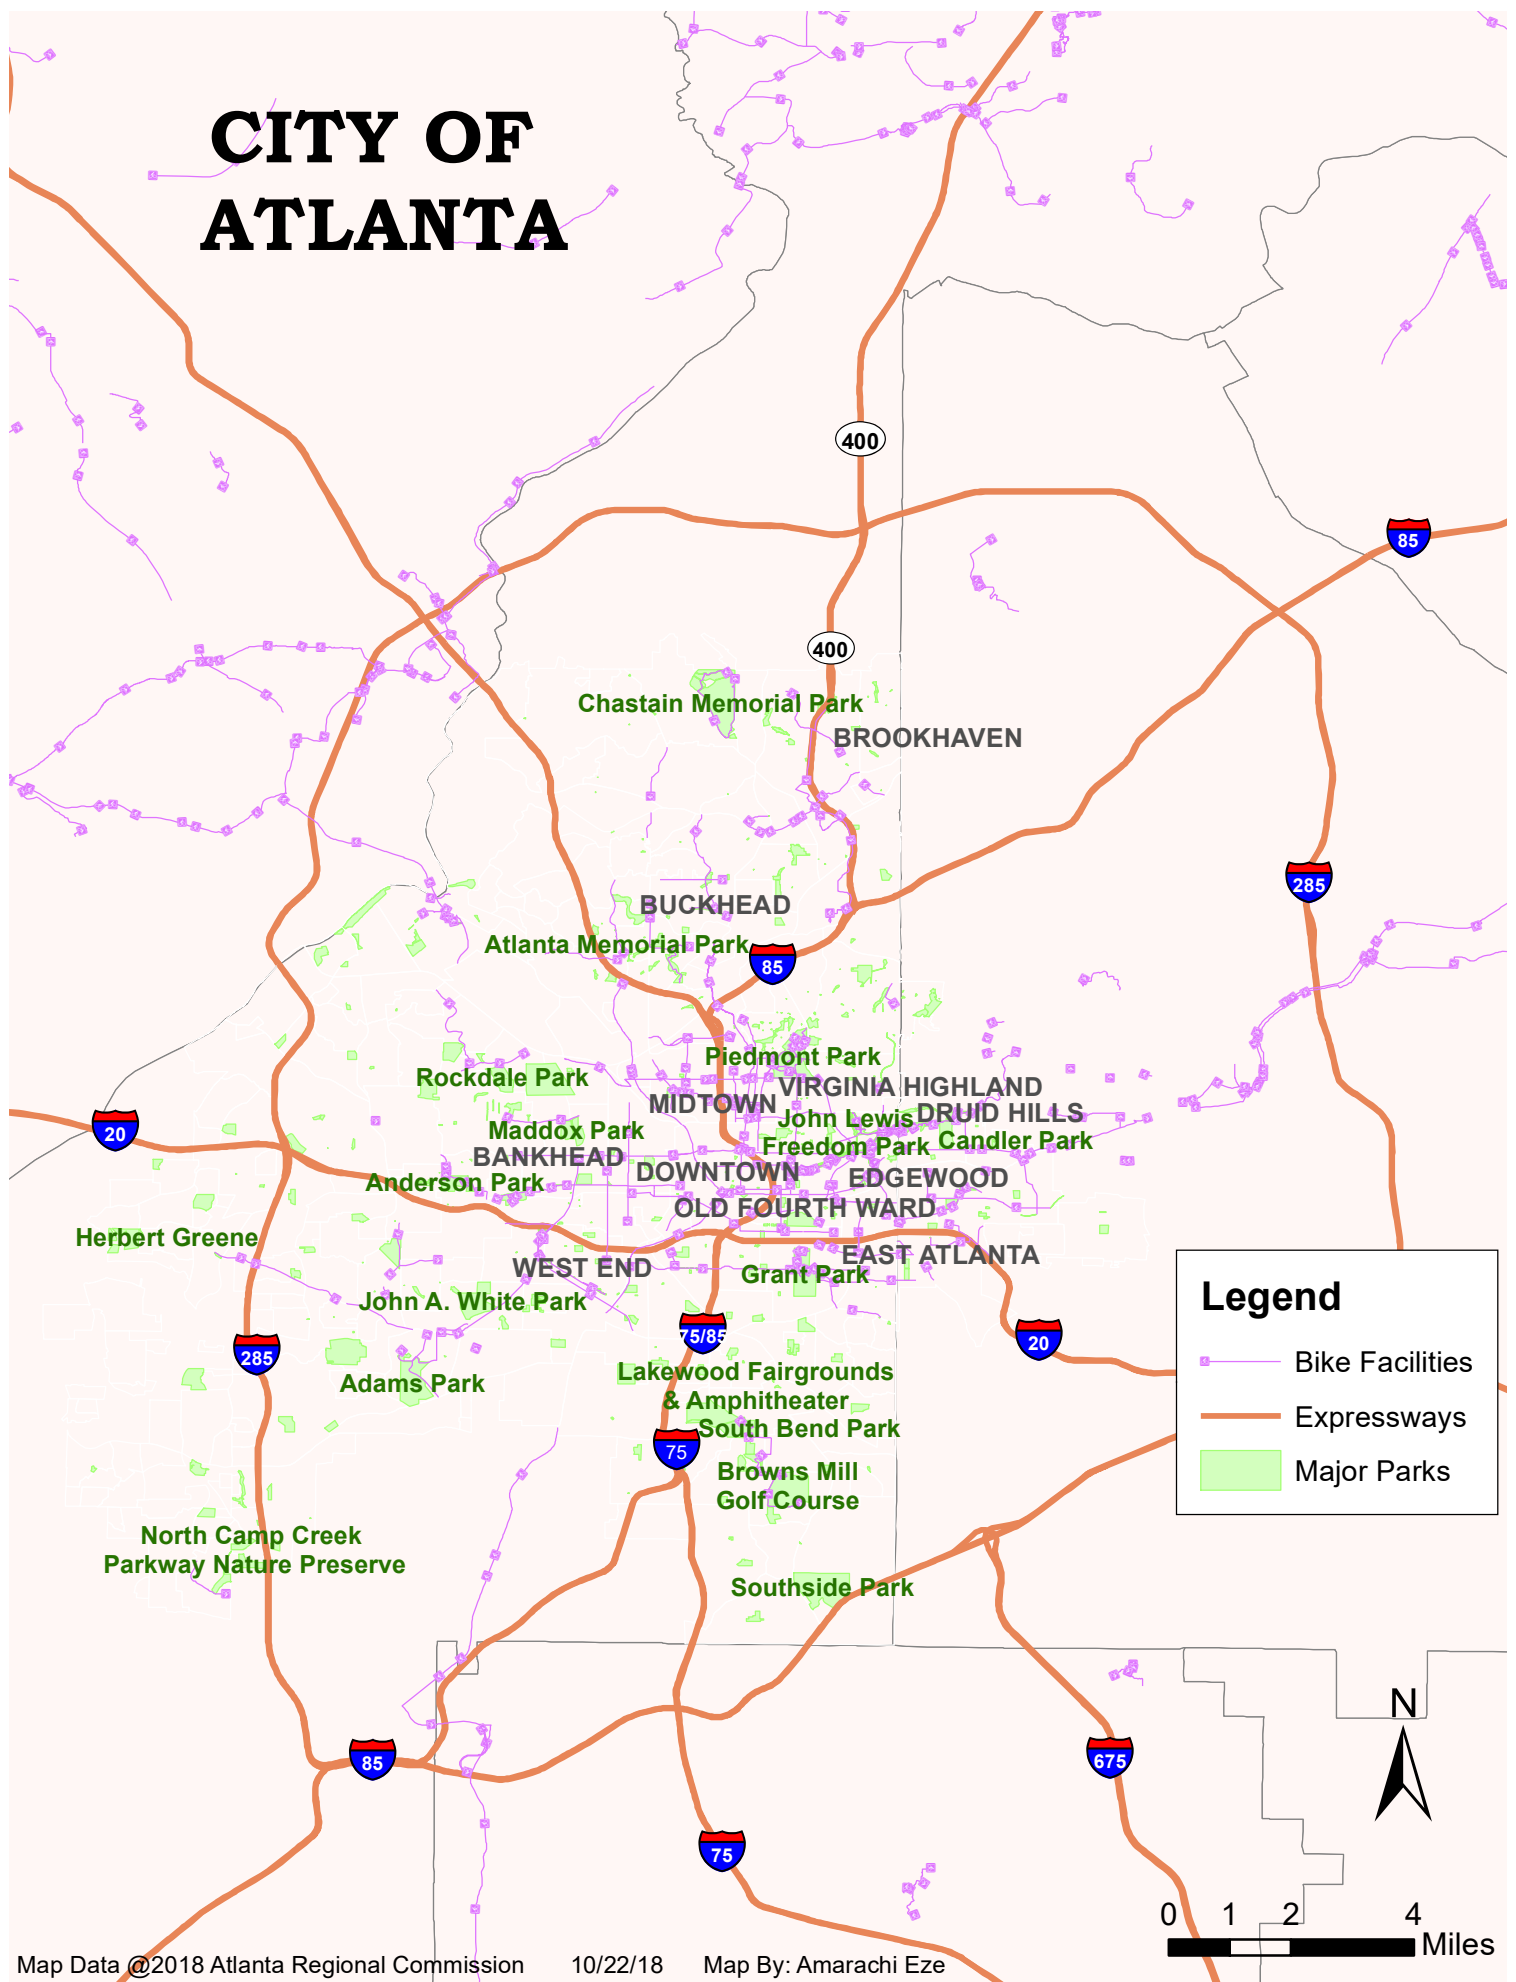 CITY OF
ATLANTA
400
85
400
Chastain Memorial Park
BROOKHAVEN
285
BUCKHEAD
Atlanta Memorial Park
85
Piedmont Park
Rockdale Park
VIRGINIA HIGHLAND
MIDTOWN
John Lewis
DRUID HILLS
20
Maddox Park
Freedom Park
Candler Park
BANKHEAD
DOWNTOWN
Anderson Park
EDGEWOOD
OLD FOURTH WARD
Herbert Greene
EAST ATLANTA
WEST END
Grant Park
John A. White Park
75/85
20
285
Lakewood Fairgrounds
& Amphitheater
Adams Park
South Bend Park
75
Browns Mill
Golf Course
North Camp Creek
Parkway Nature Preserve
Southside Park
85
675
75
Legend
Bike Facilities
Expressways
Major Parks
N
0 1 2 4
Miles
Map Data @2018 Atlanta Regional Commission 10/22/18 Map By: Amarachi Eze